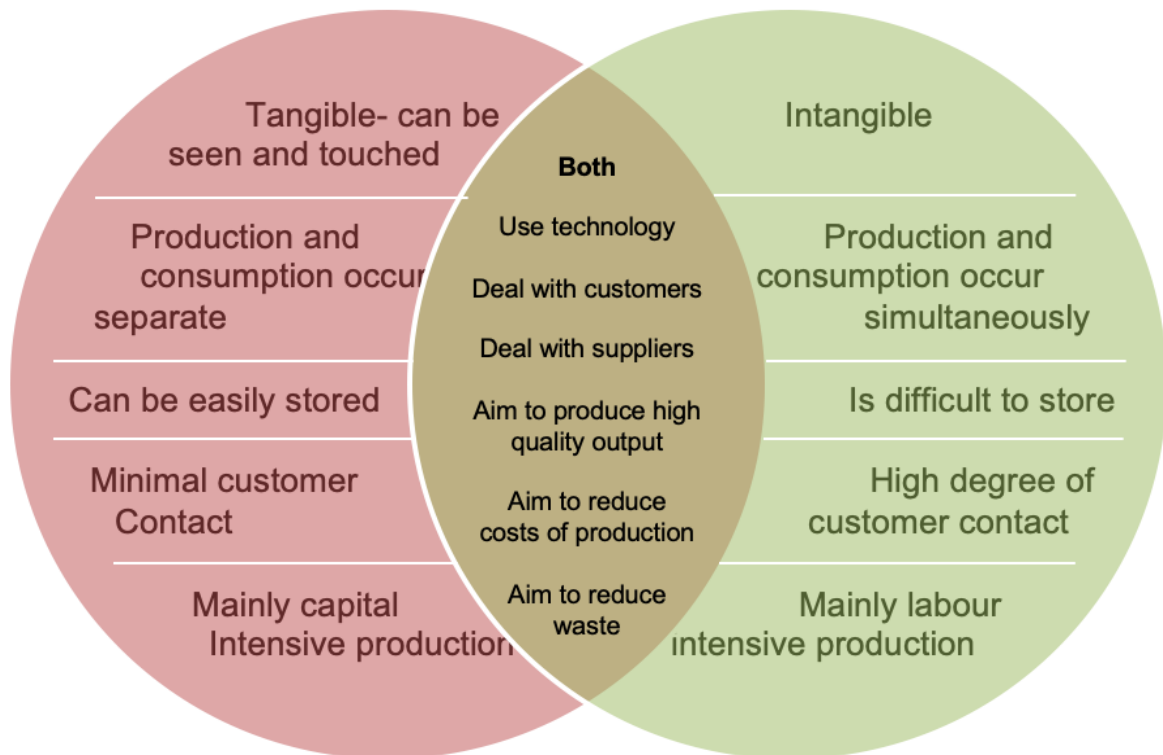 Tangible- can be
seen and touched
Production and
consumption occur
separate
Can be easily stored
Minimal customer
Contact
Mainly capital
Intensive production
Both
Use technology
Deal with customers
Deal with suppliers
Aim to produce high
quality output
Aim to reduce
costs of production
Aim to reduce
waste
Intangible
Production and
consumption occur
simultaneously
Is difficult to store
High degree of
customer contact
Mainly labour
intensive production